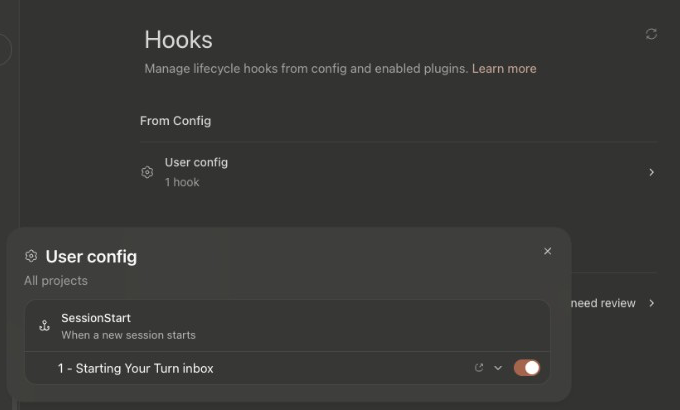 Hooks
Manage lifecycle hooks from config and enabled plugins. Learn more
From Config
User config
1 hook
need review
User config
All projects
SessionStart
When a new session starts
1 - Starting Your Turn inbox